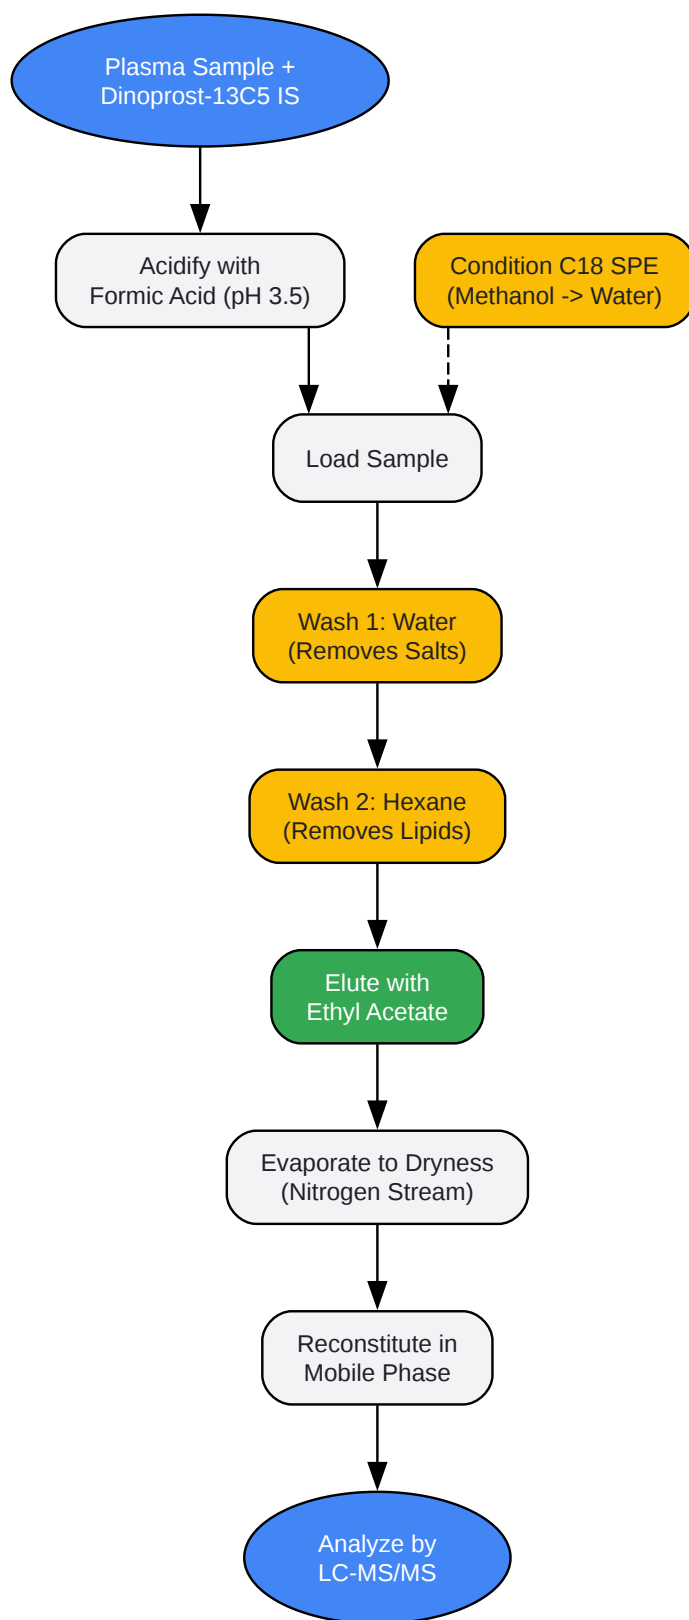 Plasma Sample +
Dinoprost-13C5 IS
Acidify with
Formic Acid (pH 3.5)
Condition C18 SPE
(Methanol -> Water)
Load Sample
Wash 1: Water
(Removes Salts)
Wash 2: Hexane
(Removes Lipids)
Elute with
Ethyl Acetate
Evaporate to Dryness
(Nitrogen Stream)
Reconstitute in
Mobile Phase
Analyze by
LC-MS/MS